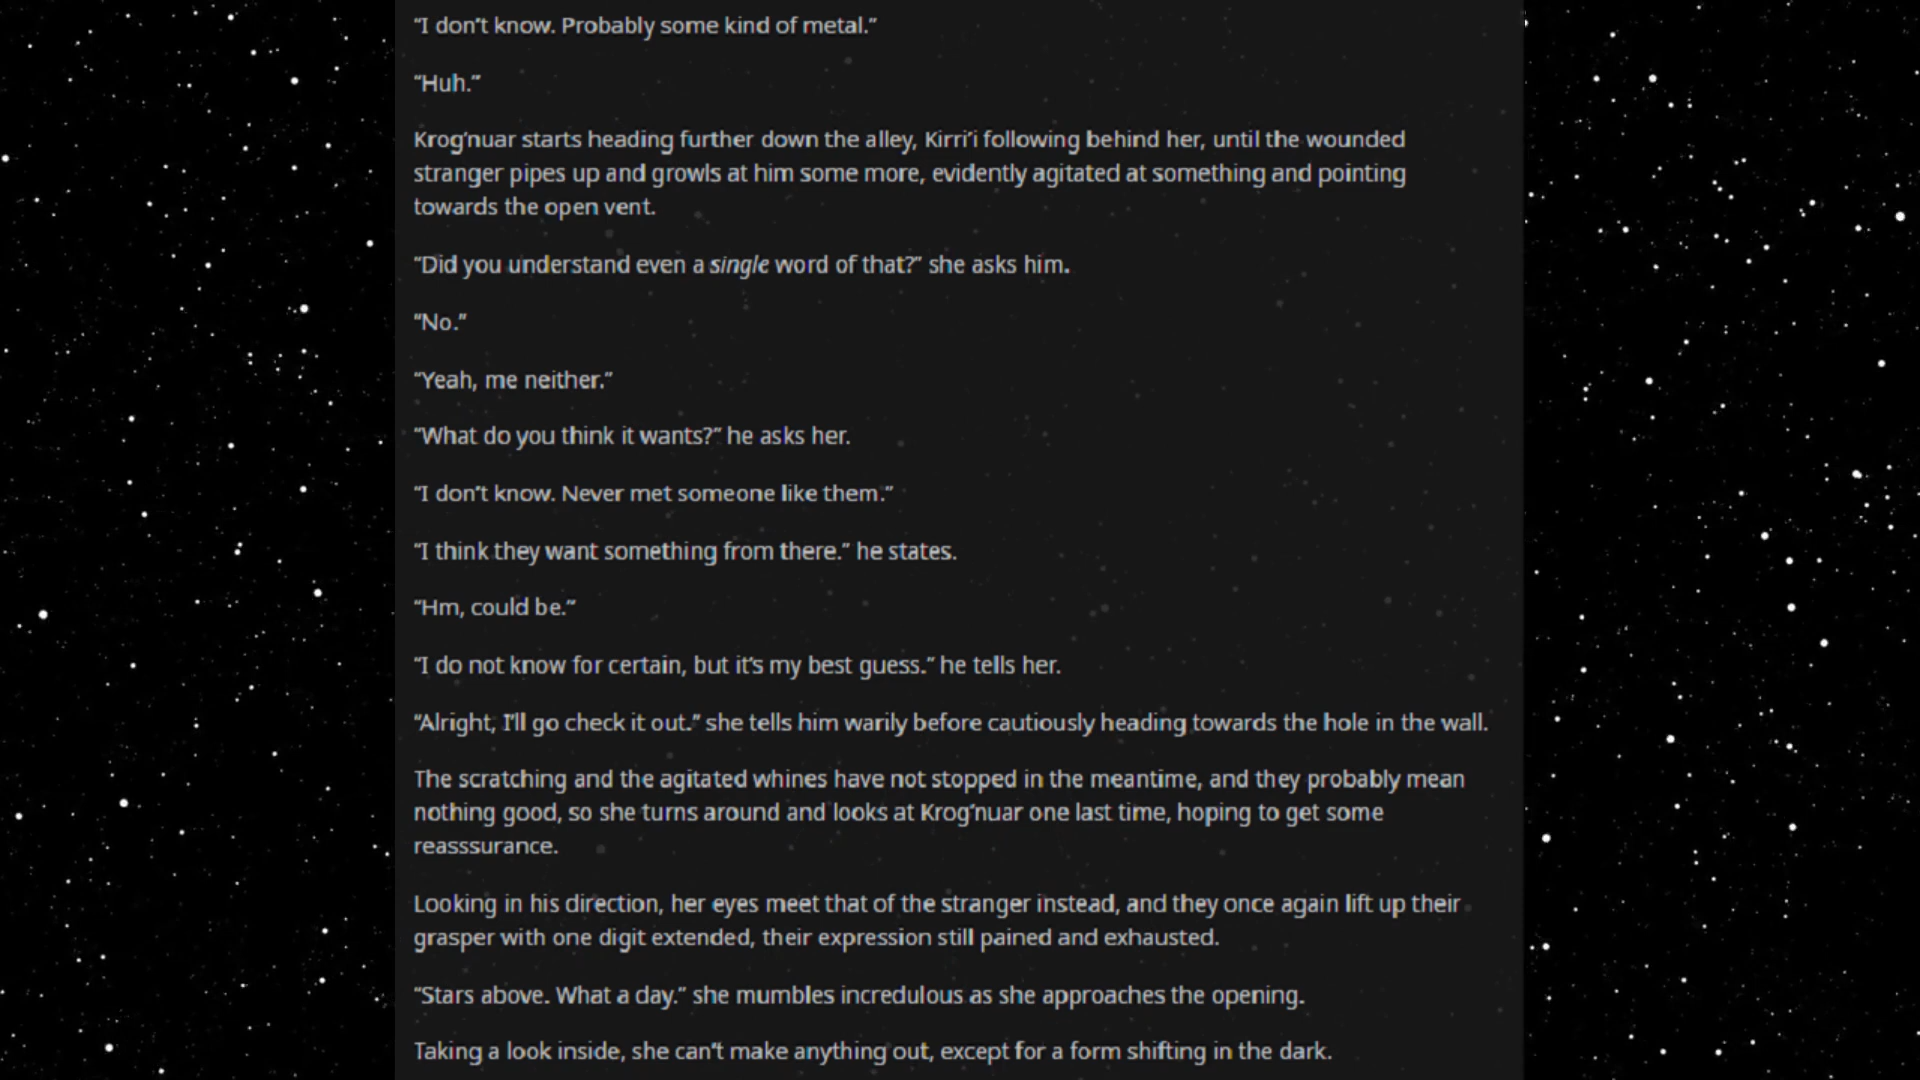 “I don’t know. Probably some kind of metal.”
“Huh.”
Krog’nuar starts heading further down the alley, Kirri’i following behind her, until the wounded
stranger pipes up and growls at him some more, evidently agitated at something and pointing
towards the open vent.
“Did you understand even a single word of that?” she asks him.
“No.”
“Yeah, me neither.”
“What do you think it wants?” he asks her.
“I don’t know. Never met someone like them.”
“I think they want something from there.” he states.
“Hm, could be.”
“I do not know for certain, but it’s my best guess.” he tells her.
“Alright, I’ll go check it out.” she tells him warily before cautiously heading towards the hole in the wall.
The scratching and the agitated whines have not stopped in the meantime, and they probably mean
nothing good, so she turns around and looks at Krog’nuar one last time, hoping to get some
reasssurance.
Looking in his direction, her eyes meet that of the stranger instead, and they once again lift up their
grasper with one digit extended, their expression still pained and exhausted.
“Stars above. What a day.” she mumbles incredulous as she approaches the opening.
Taking a look inside, she can’t make anything out, except for a form shifting in the dark.